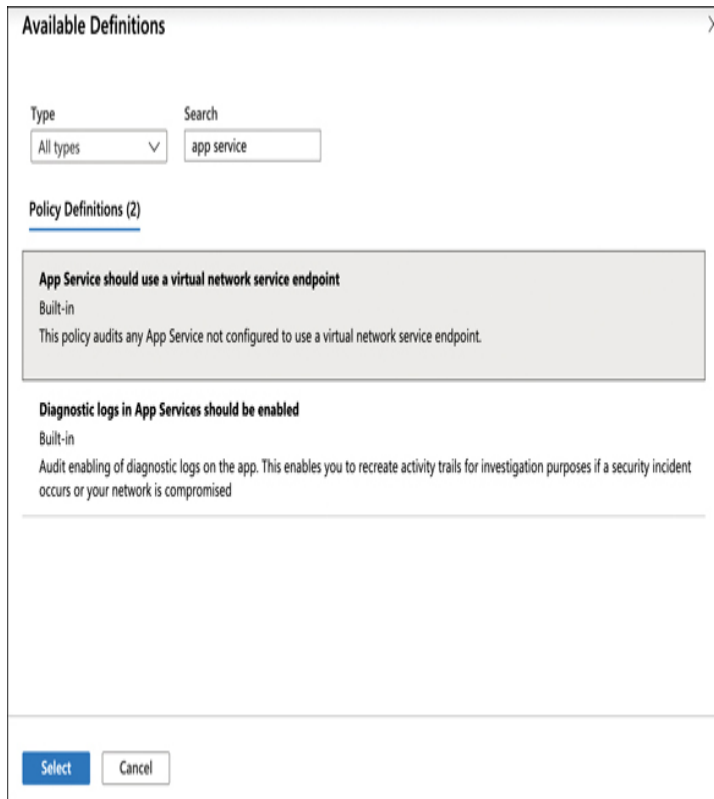 Available Definitions
Type
Search
All types
app service
Policy Definitions (2)
App Service should use a virtual network service endpoint
Built-in
This policy audits any App Service not configured to use a virtual network service endpoint.
Diagnostic logs in App Services should be enabled
Built-in
Audit enabling of diagnostic logs on the app. This enables you to recreate activity trails for investigation purposes if a security incident
occurs or your network is compromised
Select
Cancel